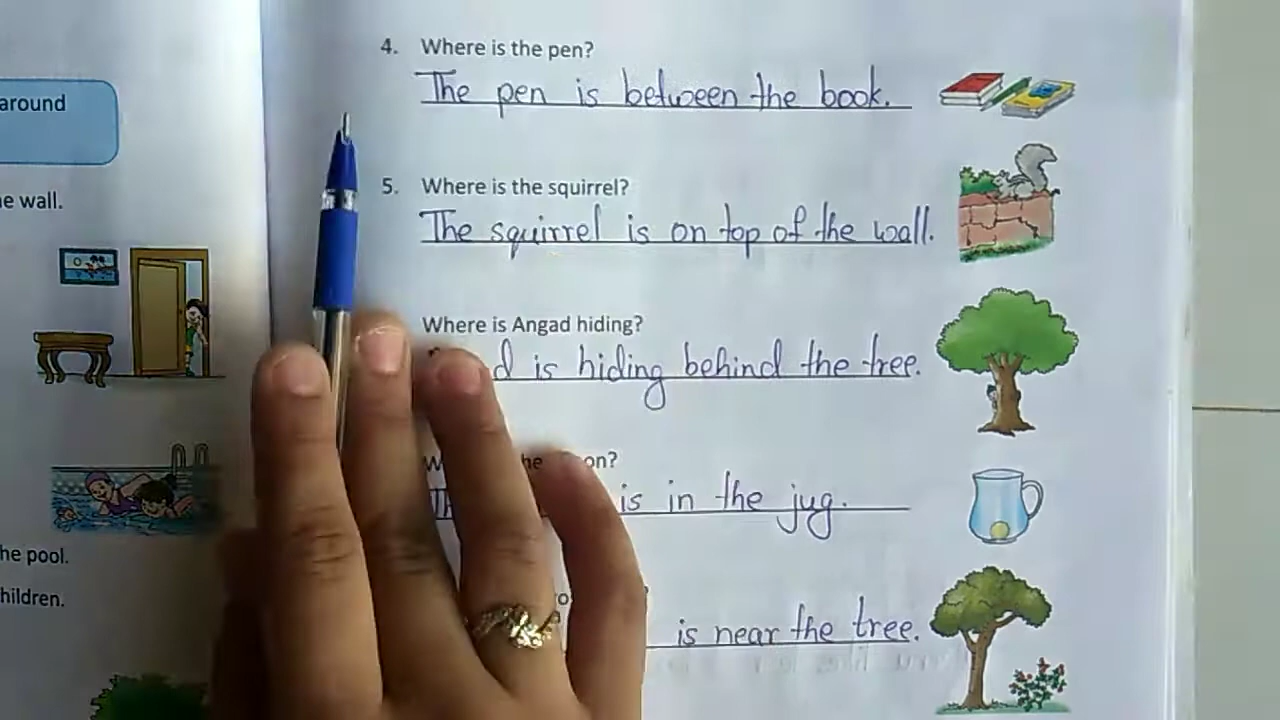 around
e wall.
he pool.
hildren.
4. Where is the pen?
The pen is between the book.
5. Where is the squirrel?
The squirrel is on top of the wall.
Where is Angad hiding?
d is hiding behind the tree.
W he on?
Th is in the jug.
is near the tree.